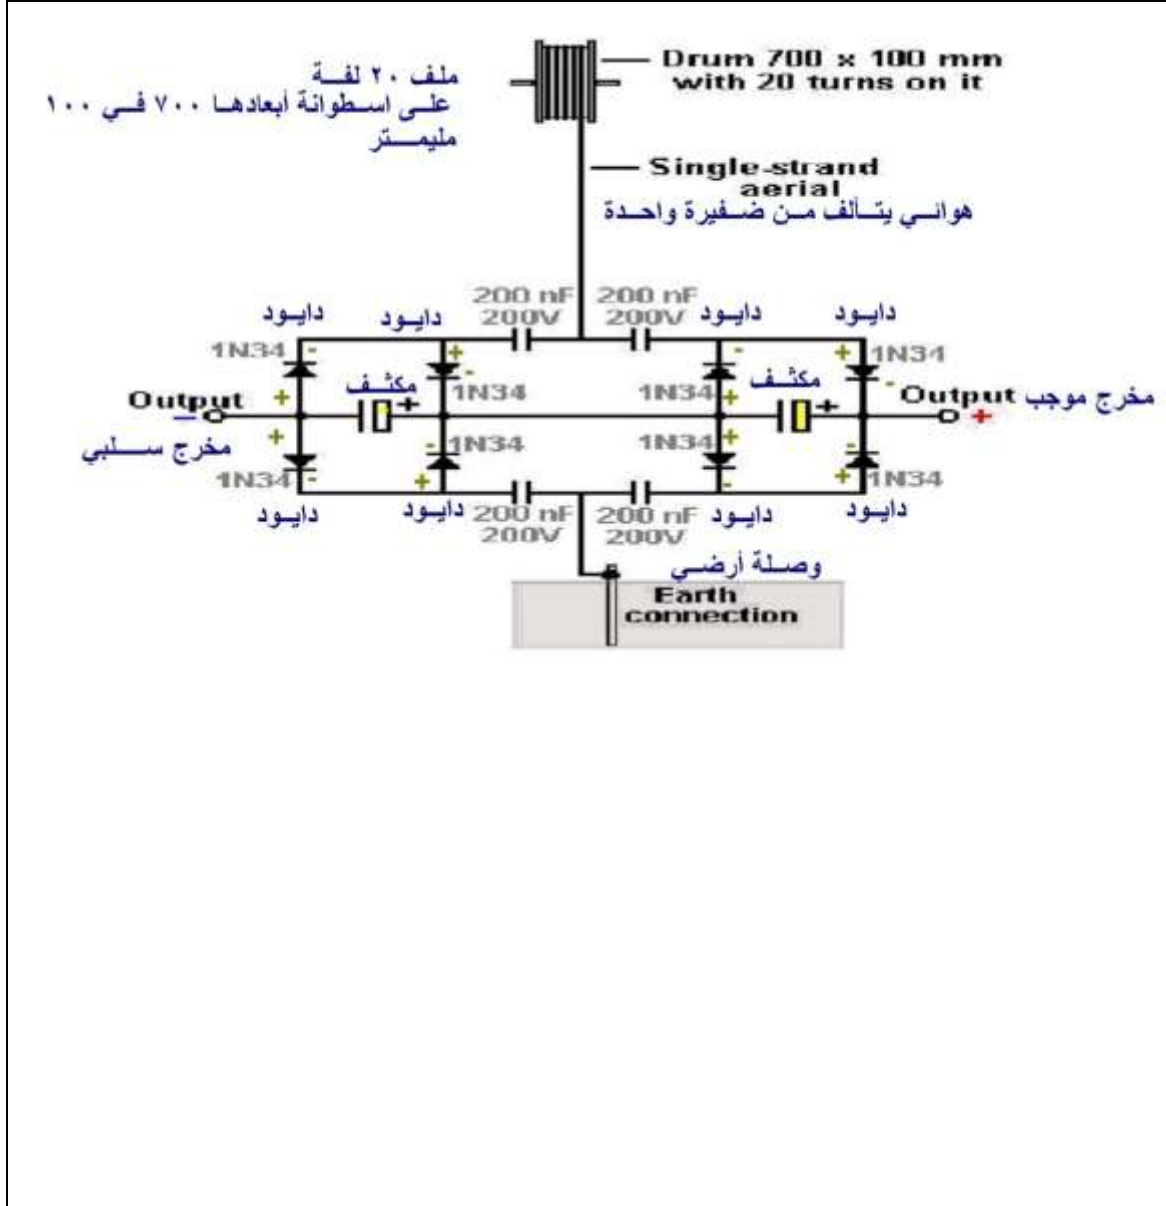 Drum 700 x 100 mm
with 20 turns on it
ملف ٢٠ لفة
على اسطوانة أبعادها ٧٠٠ في ١٠٠
مليمتر
Single-strand
aerial
هوائي يتألف من ضفيرة واحدة
200 nF 200 nF
200V 200V
دايود دايود دايود دايود
1N34 - + - + 1N34
مكثف - 1N34 1N34 مكثف -
Output + + + + Output مخرج موجب
- + - + - +
مخرج سلبي 1N34 1N34
1N34 - + - + 1N34
دايود دايود 200 nF 200 nF دايود دايود
200V 200V
وصلة أرضي
Earth
connection